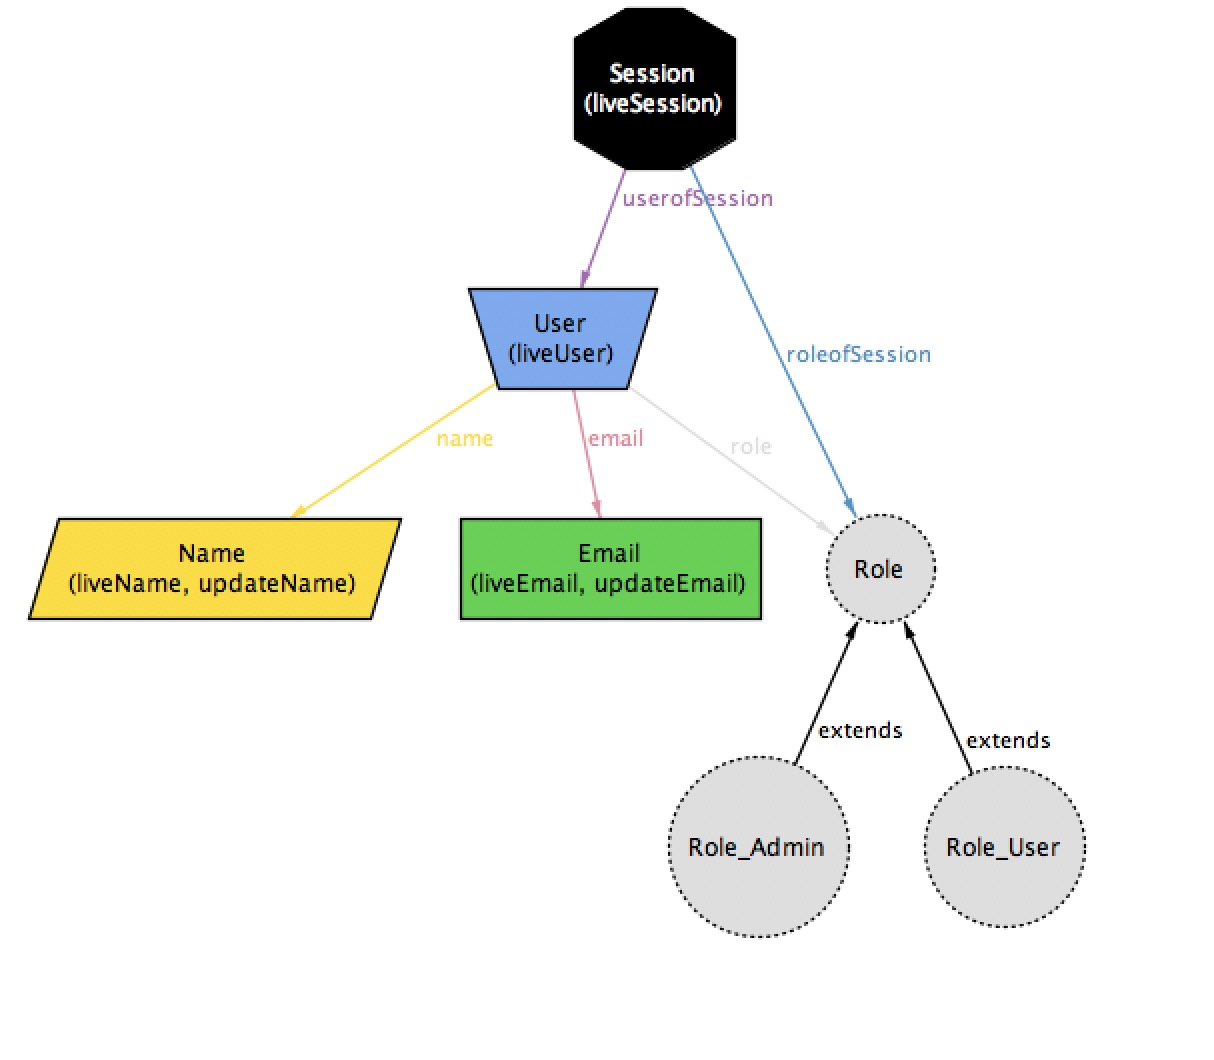 Session
(liveSession)
userofSession
roleofSession
User
(liveUser)
name
email
role
Name
(liveName, updateName)
Email
(liveEmail, updateEmail)
Role
extends
extends
Role_Admin
Role_User